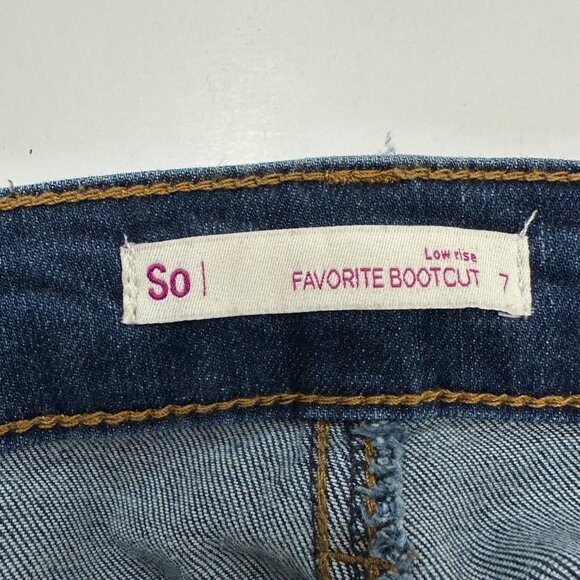 So |
Low rise
FAVORITE BOOTCUT 7